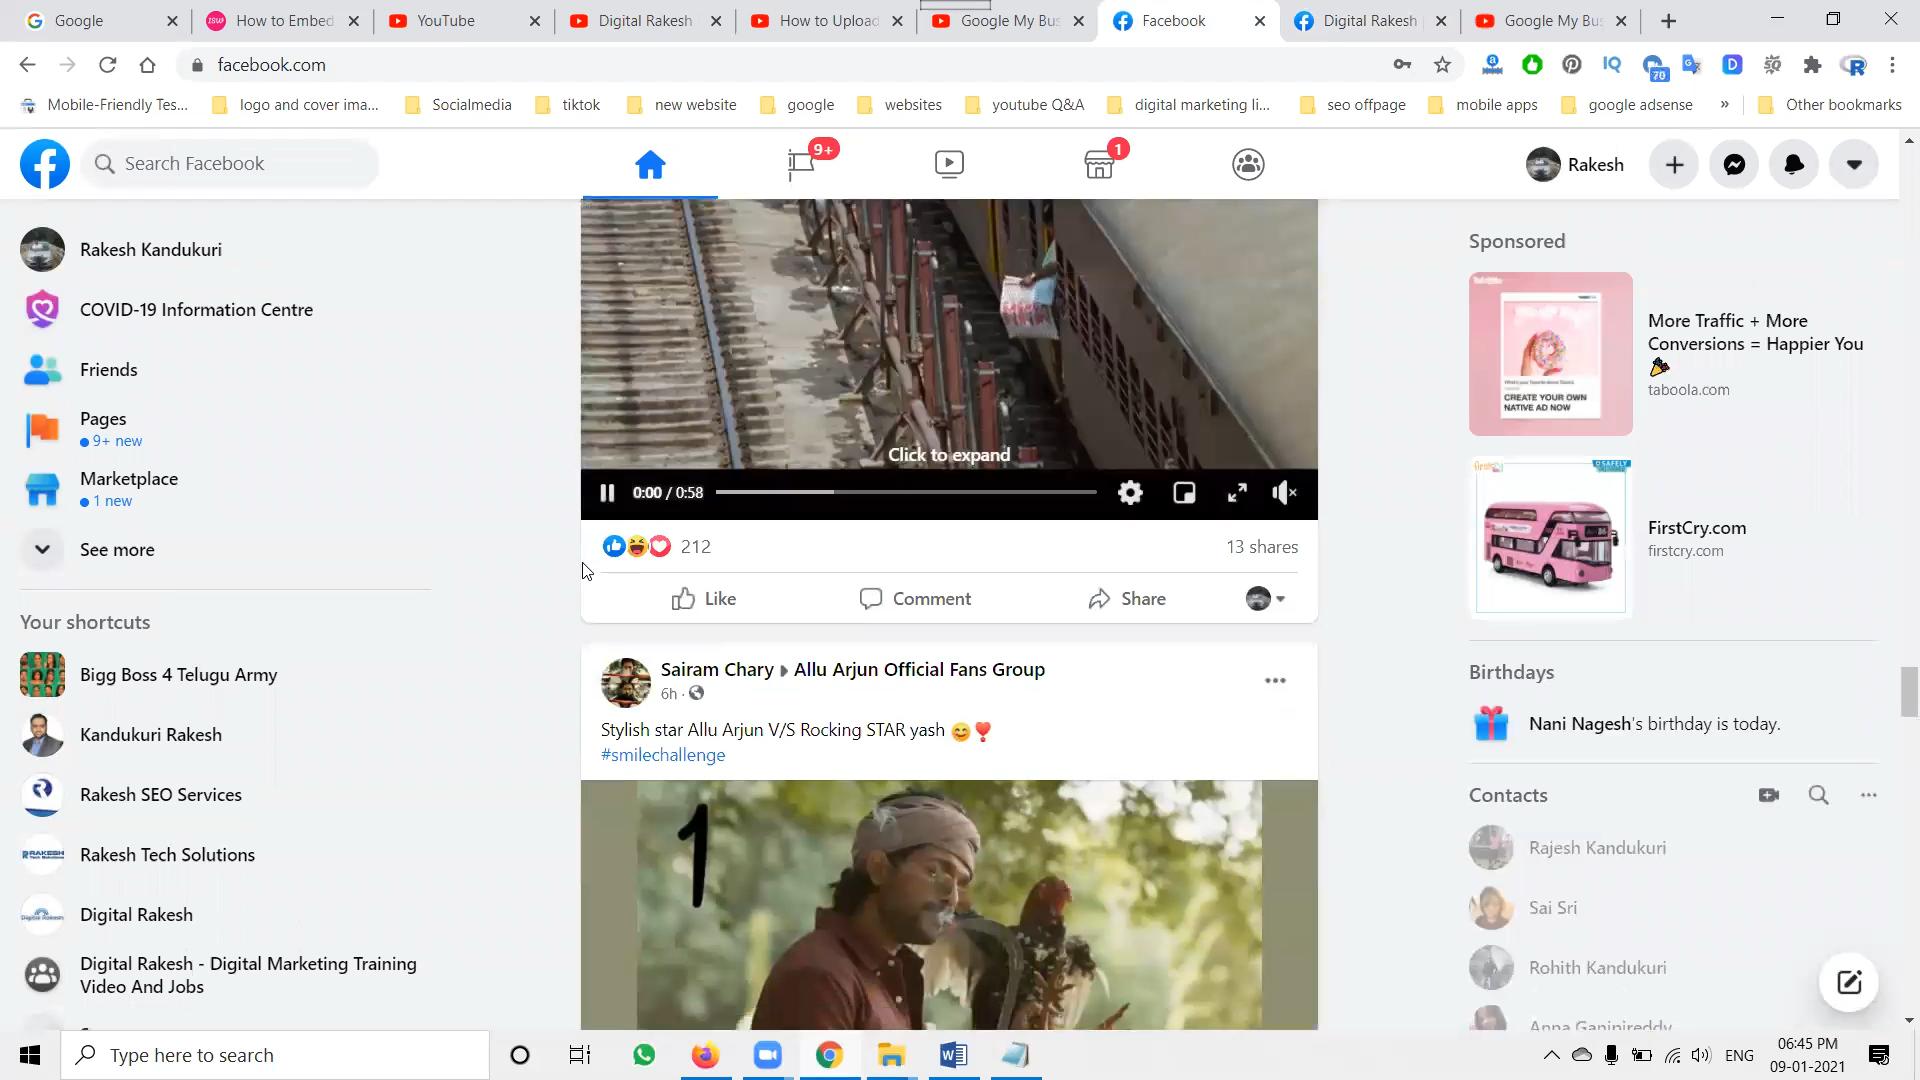 Google
How to Embed
YouTube
Digital Rakesh
How to Upload
Google My Bus
Facebook
Digital Rakesh
Google My Bus
facebook.com
Mobile-Friendly Tes...
logo and cover ima...
Socialmedia
tiktok
new website
google
websites
youtube Q&A
digital marketing li...
seo offpage
mobile apps
google adsense
»
Other bookmarks
Search Facebook
9+
1
Rakesh
Rakesh Kandukuri
COVID-19 Information Centre
Friends
Pages
9+ new
Marketplace
1 new
See more
Your shortcuts
Bigg Boss 4 Telugu Army
Kandukuri Rakesh
Rakesh SEO Services
Rakesh Tech Solutions
Digital Rakesh
Digital Rakesh - Digital Marketing Training
Video And Jobs
Click to expand
0:00 / 0:58
212
13 shares
Like
Comment
Share
Sairam Chary ▸ Allu Arjun Official Fans Group
6h ·
Stylish star Allu Arjun V/S Rocking STAR yash 😊❣️
#smilechallenge
1
Sponsored
CREATE YOUR OWN
NATIVE AD NOW
More Traffic + More
Conversions = Happier You
🎉
taboola.com
FirstCry.com
firstcry.com
Birthdays
Nani Nagesh's birthday is today.
Contacts
Rajesh Kandukuri
Sai Sri
Rohith Kandukuri
Anna Ganipireddy
Type here to search
ENG
06:45 PM
09-01-2021